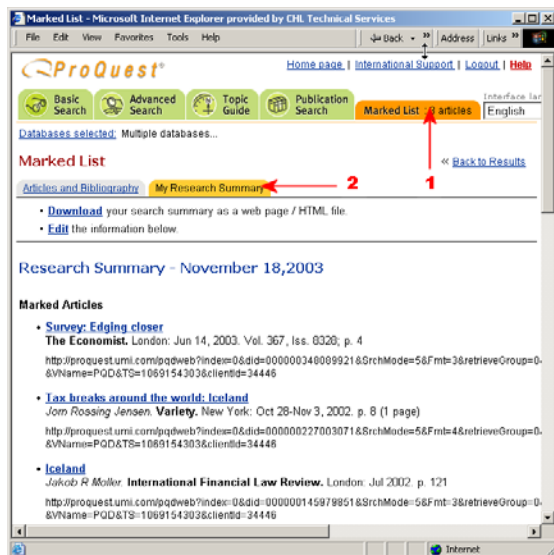 Marked List - Microsoft Internet Explorer provided by CHL Technical Services
File Edit View Favorites Tools Help Back » Address Links »
ProQuest® Home page | International Support | Logout | Help
Interface
Basic Search Advanced Search Topic Guide Publication Search Marked List : articles English
Databases selected: Multiple databases...
Marked List « Back to Results
1
Articles and Bibliography My Research Summary 2
• Download your search summary as a web page / HTML file.
• Edit the information below.
Research Summary - November 18,2003
Marked Articles
• Survey: Edging closer
The Economist. London: Jun 14, 2003. Vol. 367, Iss. 8328; p. 4
http://proquest.umi.com/pqdweb?index=0&did=000000348089921&SrchMode=5&Fmt=3&retrieveGroup=0
&VName=PQD&TS=1069154303&clientId=34446
• Tax breaks around the world: Iceland
Jorn Rossing Jensen. Variety. New York: Oct 28-Nov 3, 2002. p. 8 (1 page)
http://proquest.umi.com/pqdweb?index=0&did=000000227003071&SrchMode=5&Fmt=4&retrieveGroup=0
&VName=PQD&TS=1069154303&clientId=34446
• Iceland
Jakob R Moller. International Financial Law Review. London: Jul 2002. p. 121
http://proquest.umi.com/pqdweb?index=0&did=000000145979851&SrchMode=5&Fmt=3&retrieveGroup=0
&VName=PQD&TS=1069154303&clientId=34446
Internet